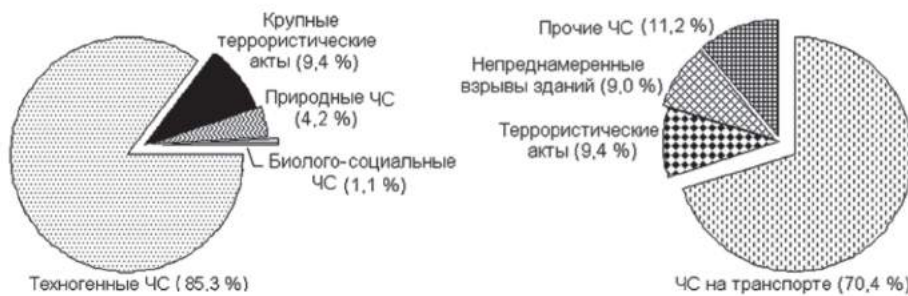 Крупные
террористические
акты (9,4 %)
Природные ЧС
(4,2 %)
Биолого-социальные
ЧС (1,1 %)
Техногенные ЧС (85,3 %)
Прочие ЧС (11,2 %)
Непреднамеренные
взрывы зданий (9,0 %)
Террористические
акты (9,4 %)
ЧС на транспорте (70,4 %)